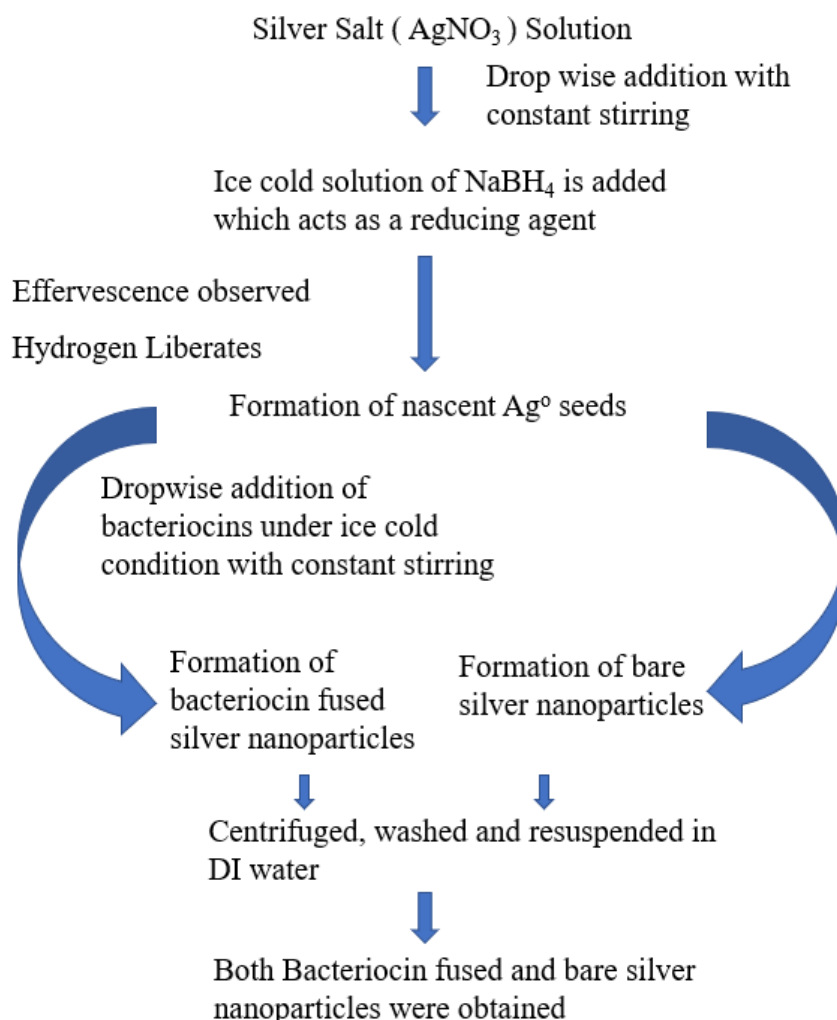 Silver Salt ( AgNO₃ ) Solution
Drop wise addition with
constant stirring
Ice cold solution of NaBH₄ is added
which acts as a reducing agent
Effervescence observed
Hydrogen Liberates
Formation of nascent Ag⁰ seeds
Dropwise addition of
bacteriocins under ice cold
condition with constant stirring
Formation of
bacteriocin fused
silver nanoparticles
Formation of bare
silver nanoparticles
Centrifuged, washed and resuspended in
DI water
Both Bacteriocin fused and bare silver
nanoparticles were obtained